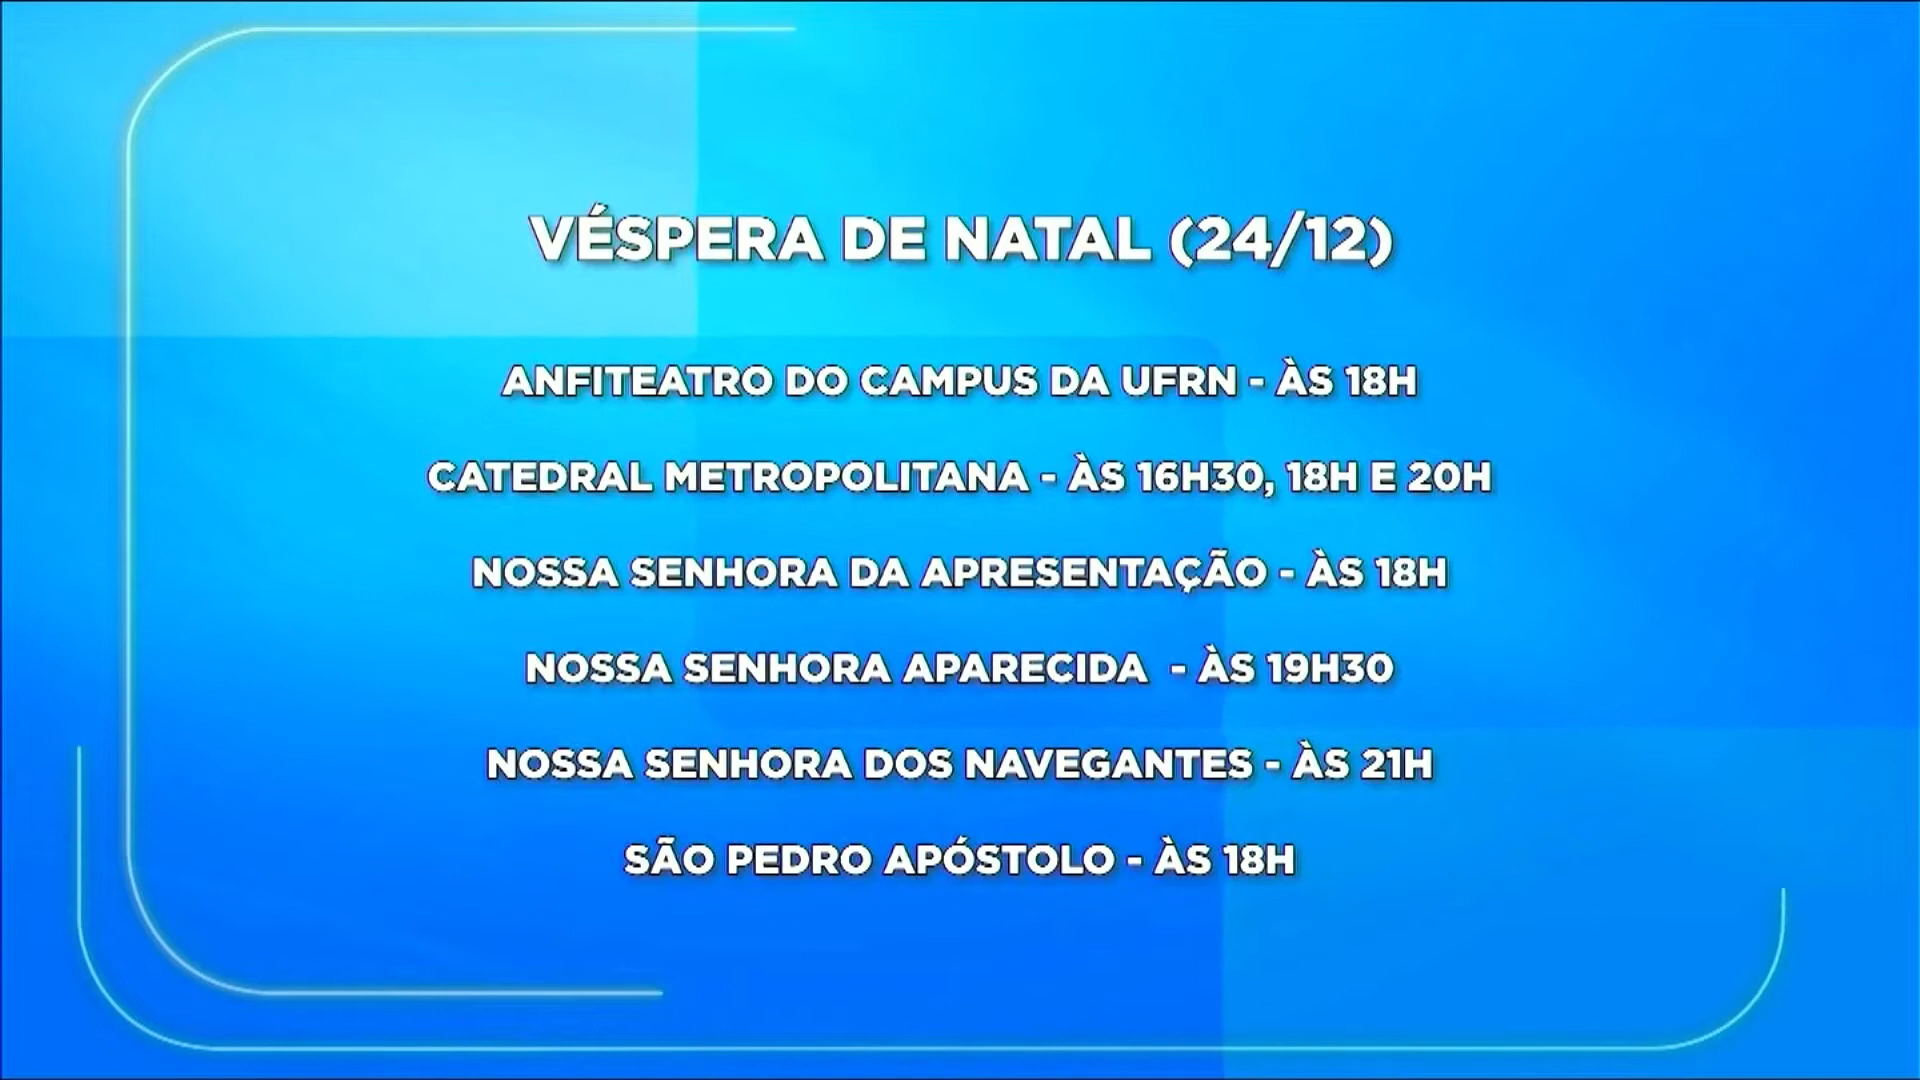 VÉSPERA DE NATAL (24/12)
ANFITEATRO DO CAMPUS DA UFRN - ÀS 18H
CATEDRAL METROPOLITANA - ÀS 16H30, 18H E 20H
NOSSA SENHORA DA APRESENTAÇÃO - ÀS 18H
NOSSA SENHORA APARECIDA - ÀS 19H30
NOSSA SENHORA DOS NAVEGANTES - ÀS 21H
SÃO PEDRO APÓSTOLO - ÀS 18H